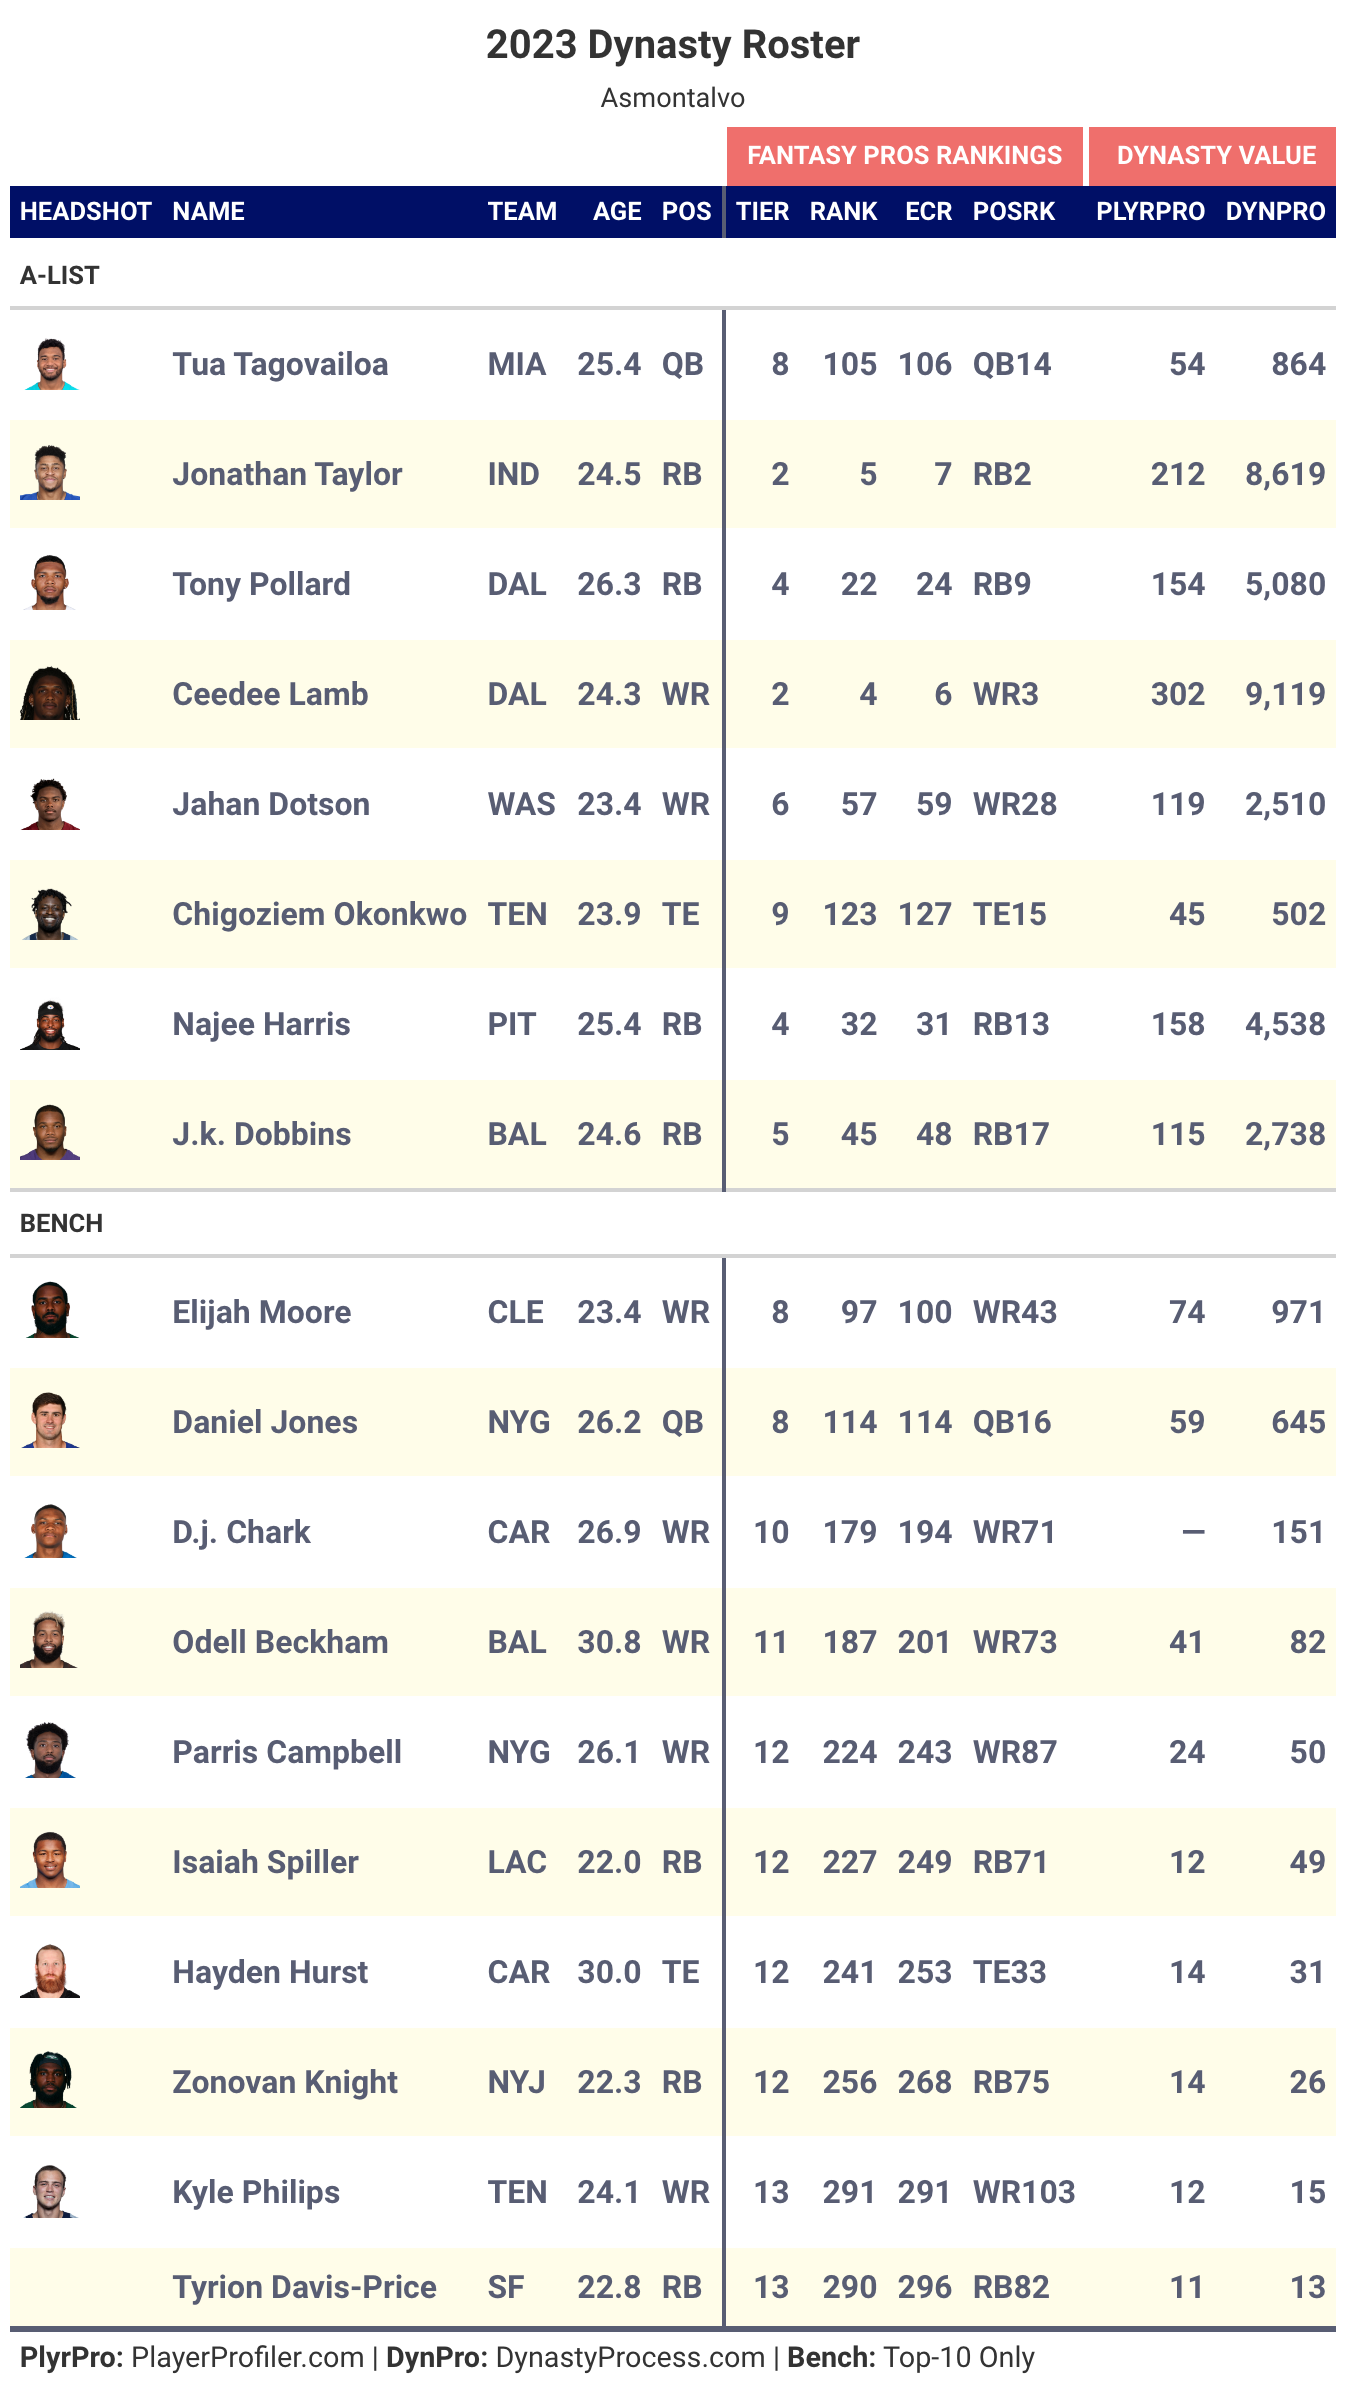 2023 Dynasty Roster
Asmontalvo
FANTASY PROS RANKINGS DYNASTY VALUE
HEADSHOT NAME TEAM AGE POS TIER RANK ECR POSRK PLYRPRO DYNPRO
A-LIST
Tua Tagovailoa MIA 25.4 QB 8 105 106 QB14 54 864
Jonathan Taylor IND 24.5 RB 2 5 7 RB2 212 8,619
Tony Pollard DAL 26.3 RB 4 22 24 RB9 154 5,080
Ceedee Lamb DAL 24.3 WR 2 4 6 WR3 302 9,119
Jahan Dotson WAS 23.4 WR 6 57 59 WR28 119 2,510
Chigoziem Okonkwo TEN 23.9 TE 9 123 127 TE15 45 502
Najee Harris PIT 25.4 RB 4 32 31 RB13 158 4,538
J.k. Dobbins BAL 24.6 RB 5 45 48 RB17 115 2,738
BENCH
Elijah Moore CLE 23.4 WR 8 97 100 WR43 74 971
Daniel Jones NYG 26.2 QB 8 114 114 QB16 59 645
D.j. Chark CAR 26.9 WR 10 179 194 WR71 — 151
Odell Beckham BAL 30.8 WR 11 187 201 WR73 41 82
Parris Campbell NYG 26.1 WR 12 224 243 WR87 24 50
Isaiah Spiller LAC 22.0 RB 12 227 249 RB71 12 49
Hayden Hurst CAR 30.0 TE 12 241 253 TE33 14 31
Zonovan Knight NYJ 22.3 RB 12 256 268 RB75 14 26
Kyle Philips TEN 24.1 WR 13 291 291 WR103 12 15
Tyrion Davis-Price SF 22.8 RB 13 290 296 RB82 11 13
PlyrPro: PlayerProfiler.com | DynPro: DynastyProcess.com | Bench: Top-10 Only